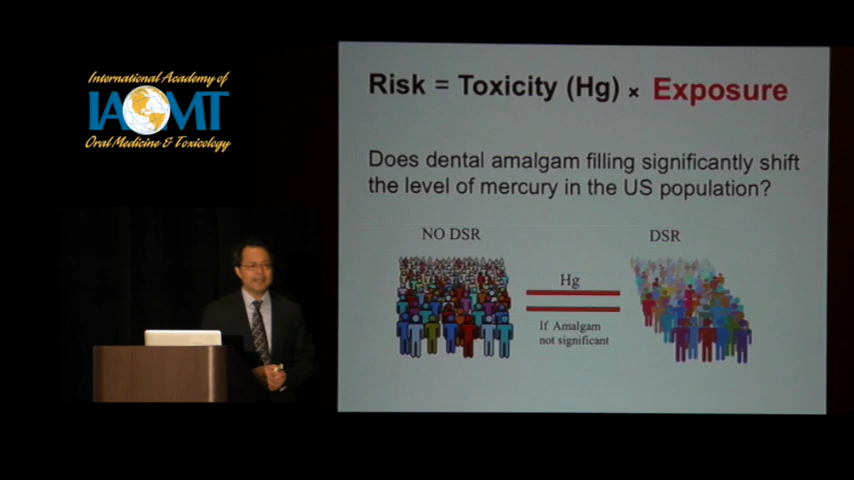 International Academy of
IAOMT
Oral Medicine & Toxicology
Risk = Toxicity (Hg) × Exposure
Does dental amalgam filling significantly shift
the level of mercury in the US population?
NO DSR
DSR
Hg
If Amalgam
not significant